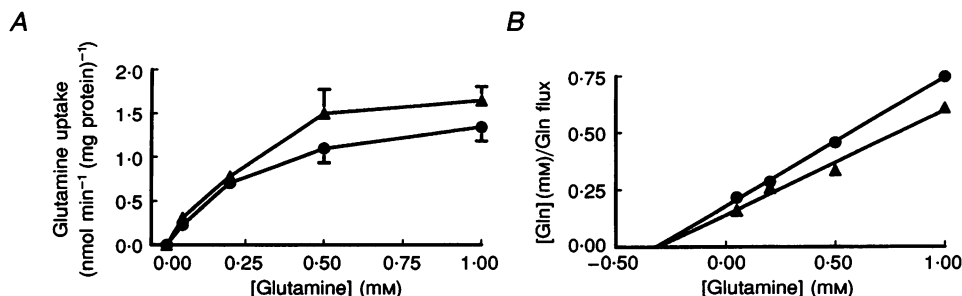 A
Glutamine uptake
(nmol min⁻¹ (mg protein)⁻¹)
2·0
1·5
1·0
0·5
0·0
0·00 0·25 0·50 0·75 1·00
[Glutamine] (mM)
B
[Gln] (mM)/Gln flux
0·75
0·50
0·25
0·00
−0·50 0·00 0·50 1·00
[Glutamine] (mM)